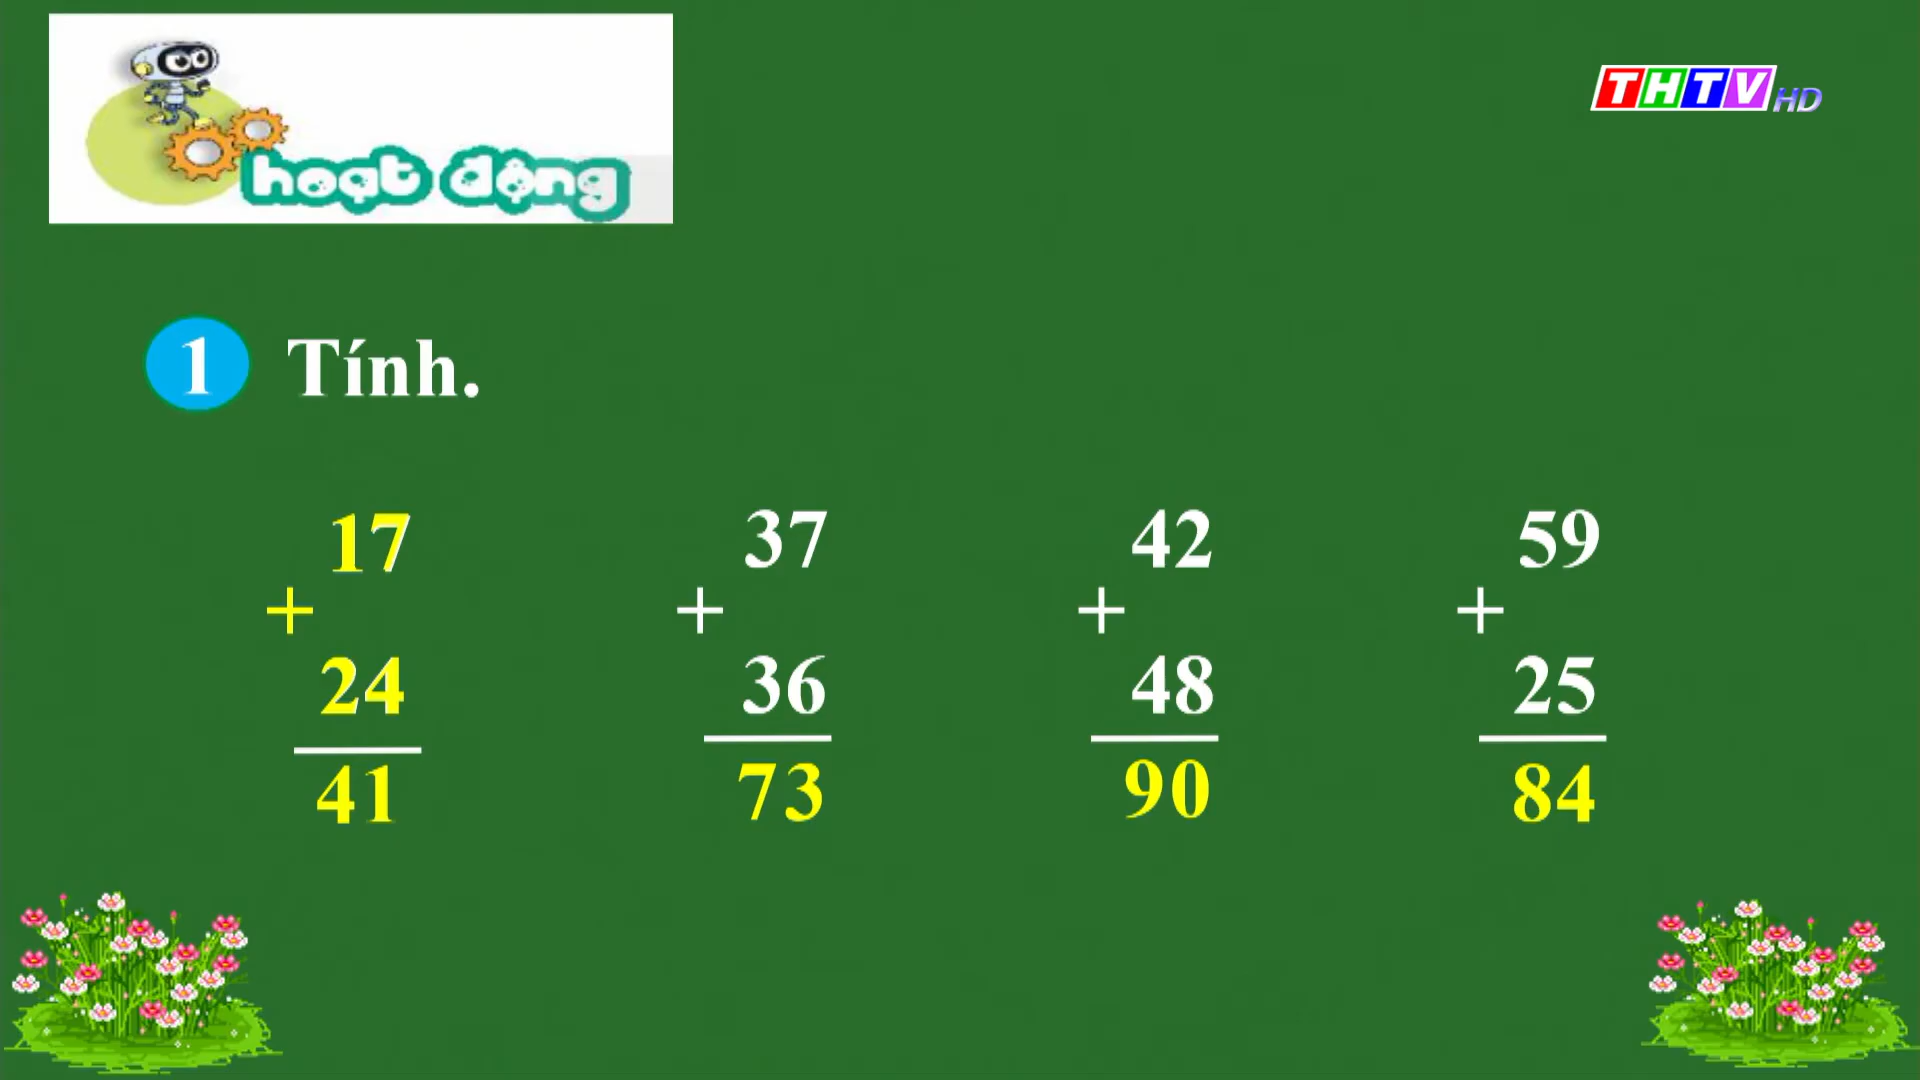 THTV HD
hoạt động
1 Tính.
17 37 42 59
+ + + +
24 36 48 25
41 73 90 84